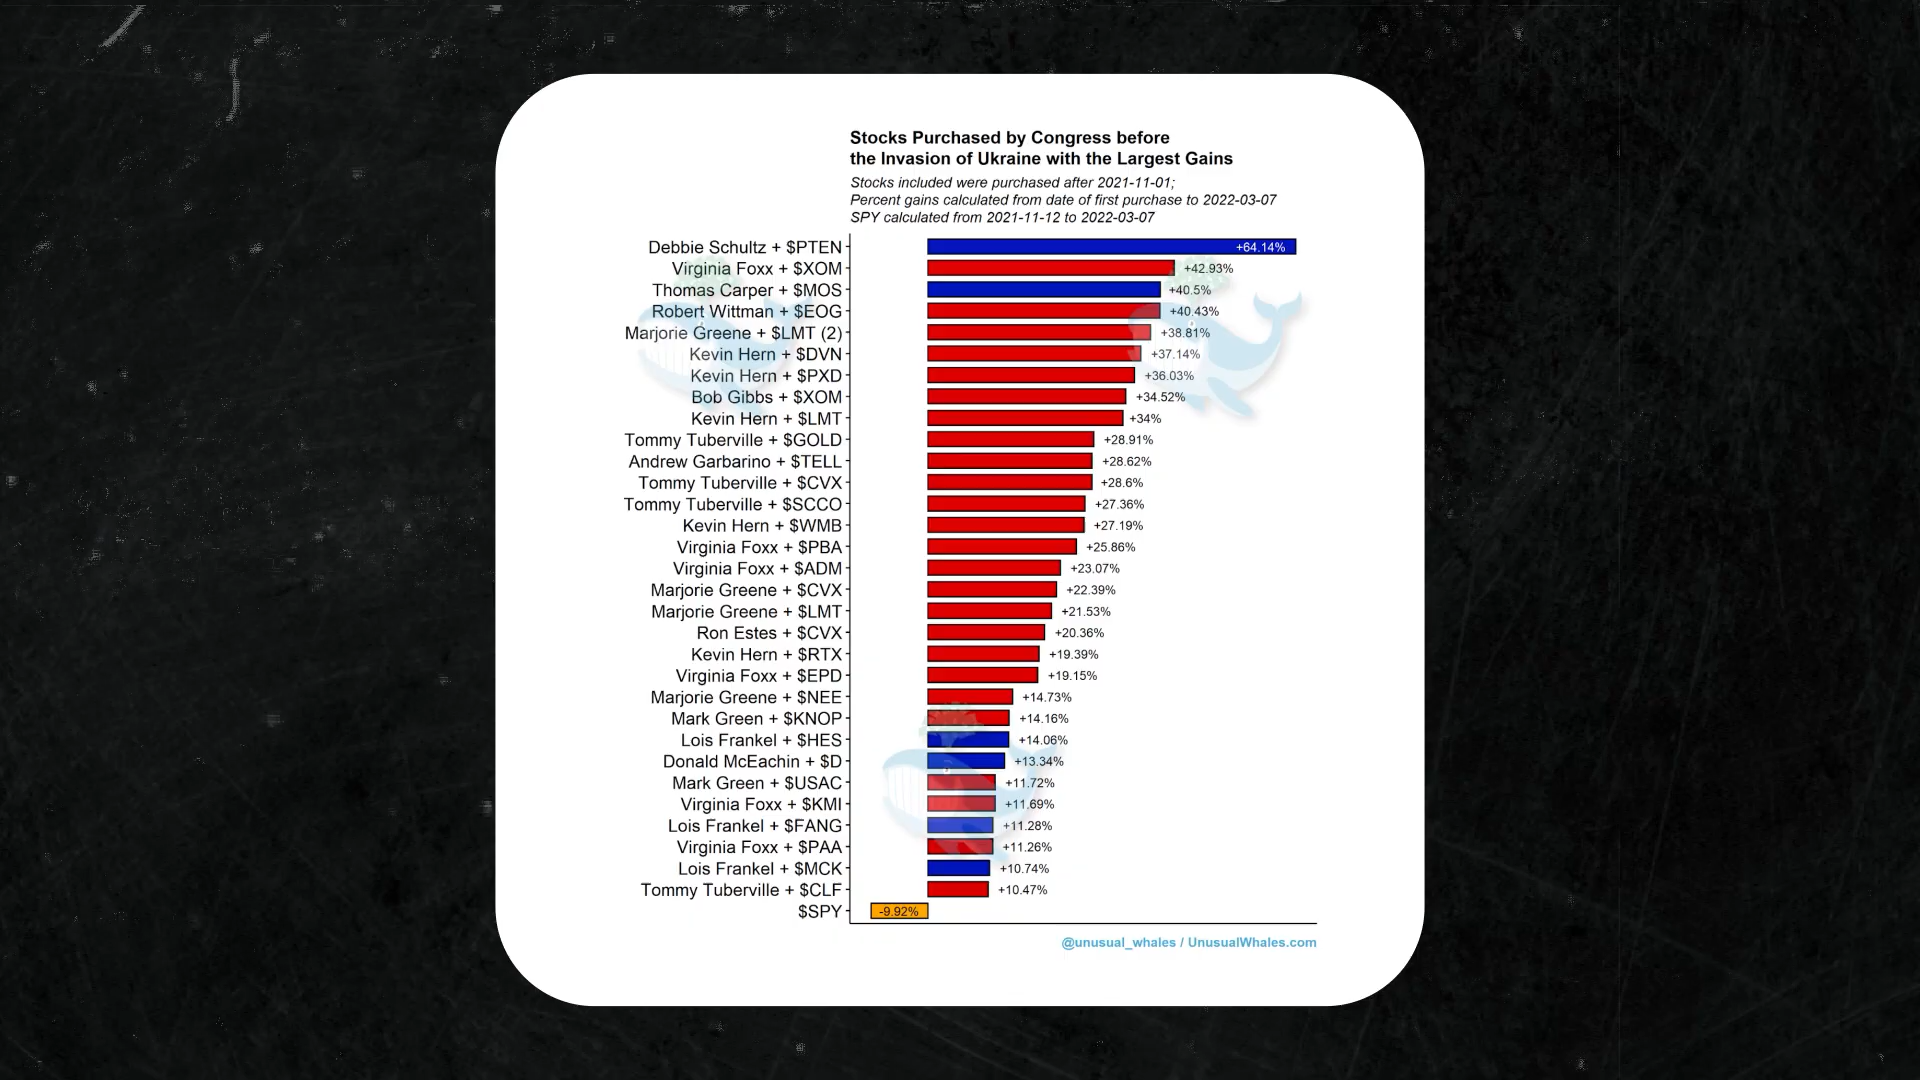 Stocks Purchased by Congress before
the Invasion of Ukraine with the Largest Gains
Stocks included were purchased after 2021-11-01;
Percent gains calculated from date of first purchase to 2022-03-07
SPY calculated from 2021-11-12 to 2022-03-07
Debbie Schultz + $PTEN +64.14%
Virginia Foxx + $XOM +42.93%
Thomas Carper + $MOS +40.5%
Robert Wittman + $EOG +40.43%
Marjorie Greene + $LMT (2) +38.81%
Kevin Hern + $DVN +37.14%
Kevin Hern + $PXD +36.03%
Bob Gibbs + $XOM +34.52%
Kevin Hern + $LMT +34%
Tommy Tuberville + $GOLD +28.91%
Andrew Garbarino + $TELL +28.62%
Tommy Tuberville + $CVX +28.6%
Tommy Tuberville + $SCCO +27.36%
Kevin Hern + $WMB +27.19%
Virginia Foxx + $PBA +25.86%
Virginia Foxx + $ADM +23.07%
Marjorie Greene + $CVX +22.39%
Marjorie Greene + $LMT +21.53%
Ron Estes + $CVX +20.36%
Kevin Hern + $RTX +19.39%
Virginia Foxx + $EPD +19.15%
Marjorie Greene + $NEE +14.73%
Mark Green + $KNOP +14.16%
Lois Frankel + $HES +14.06%
Donald McEachin + $D +13.34%
Mark Green + $USAC +11.72%
Virginia Foxx + $KMI +11.69%
Lois Frankel + $FANG +11.28%
Virginia Foxx + $PAA +11.26%
Lois Frankel + $MCK +10.74%
Tommy Tuberville + $CLF +10.47%
$SPY -9.92%
@unusual_whales / UnusualWhales.com